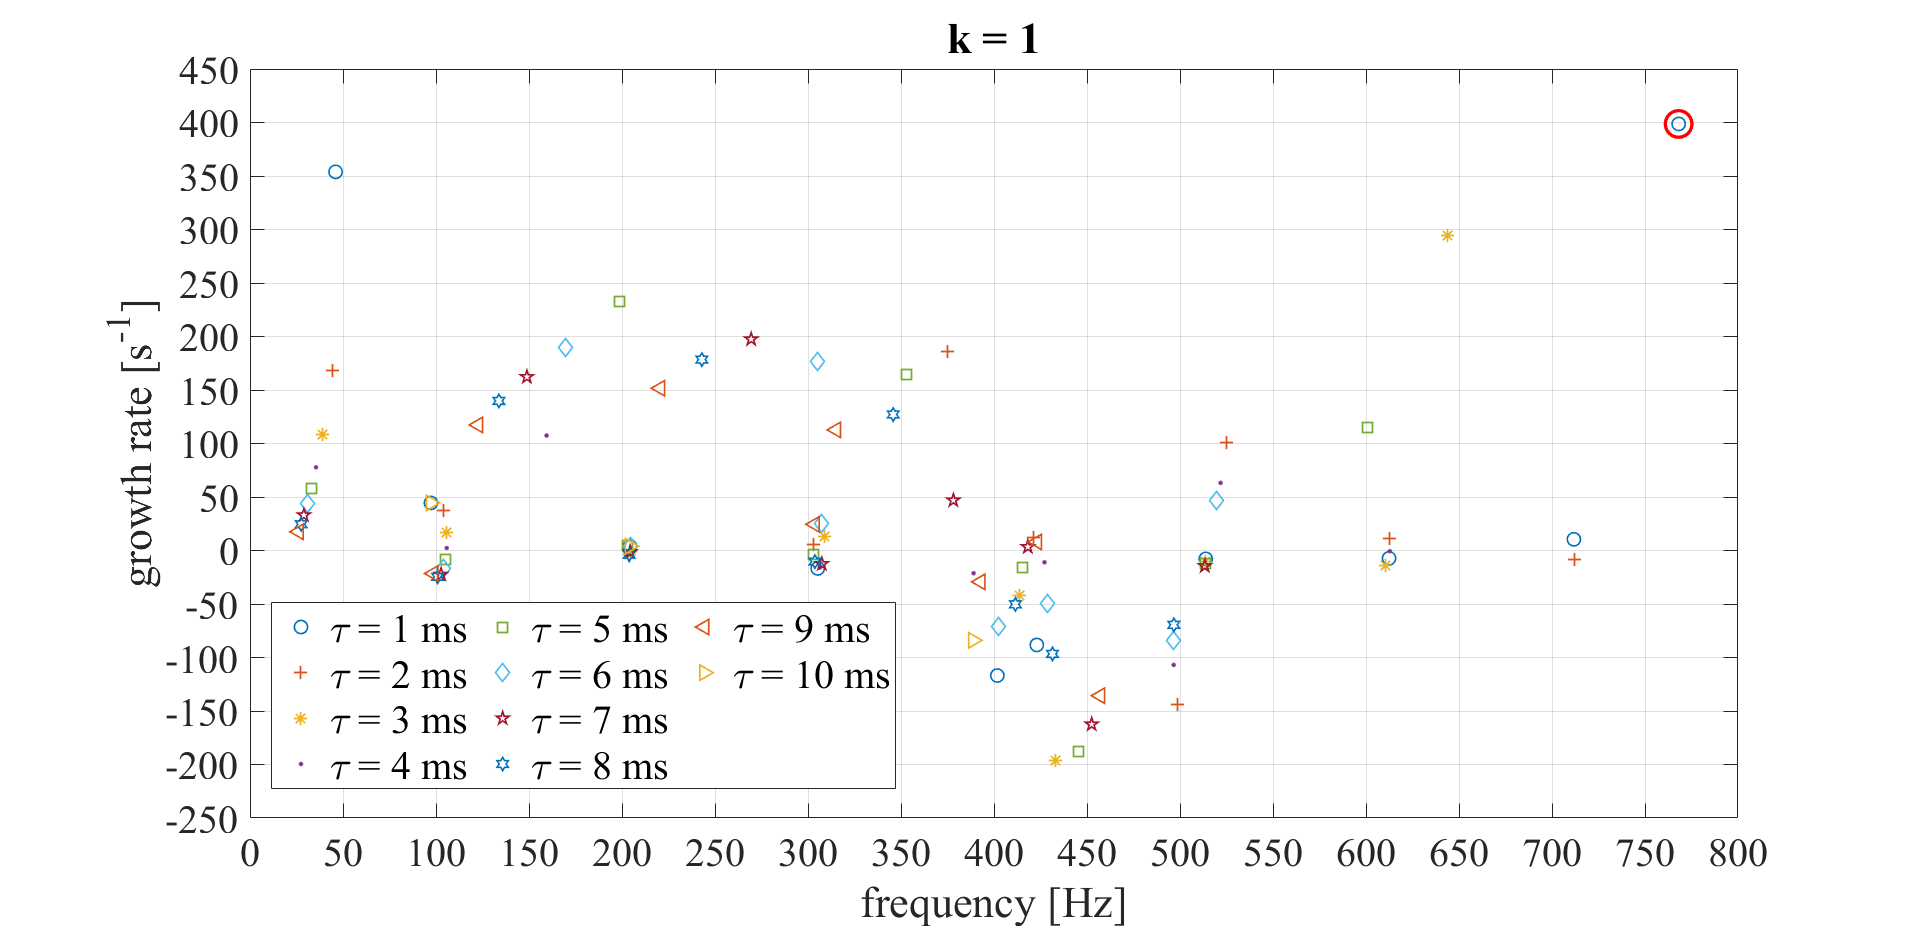 k = 1
450
400
350
300
250
200
150
100
50
0
-50
-100
-150
-200
-250
growth rate [s⁻¹]
τ = 1 ms τ = 5 ms τ = 9 ms
τ = 2 ms τ = 6 ms τ = 10 ms
τ = 3 ms τ = 7 ms
τ = 4 ms τ = 8 ms
0 50 100 150 200 250 300 350 400 450 500 550 600 650 700 750 800
frequency [Hz]